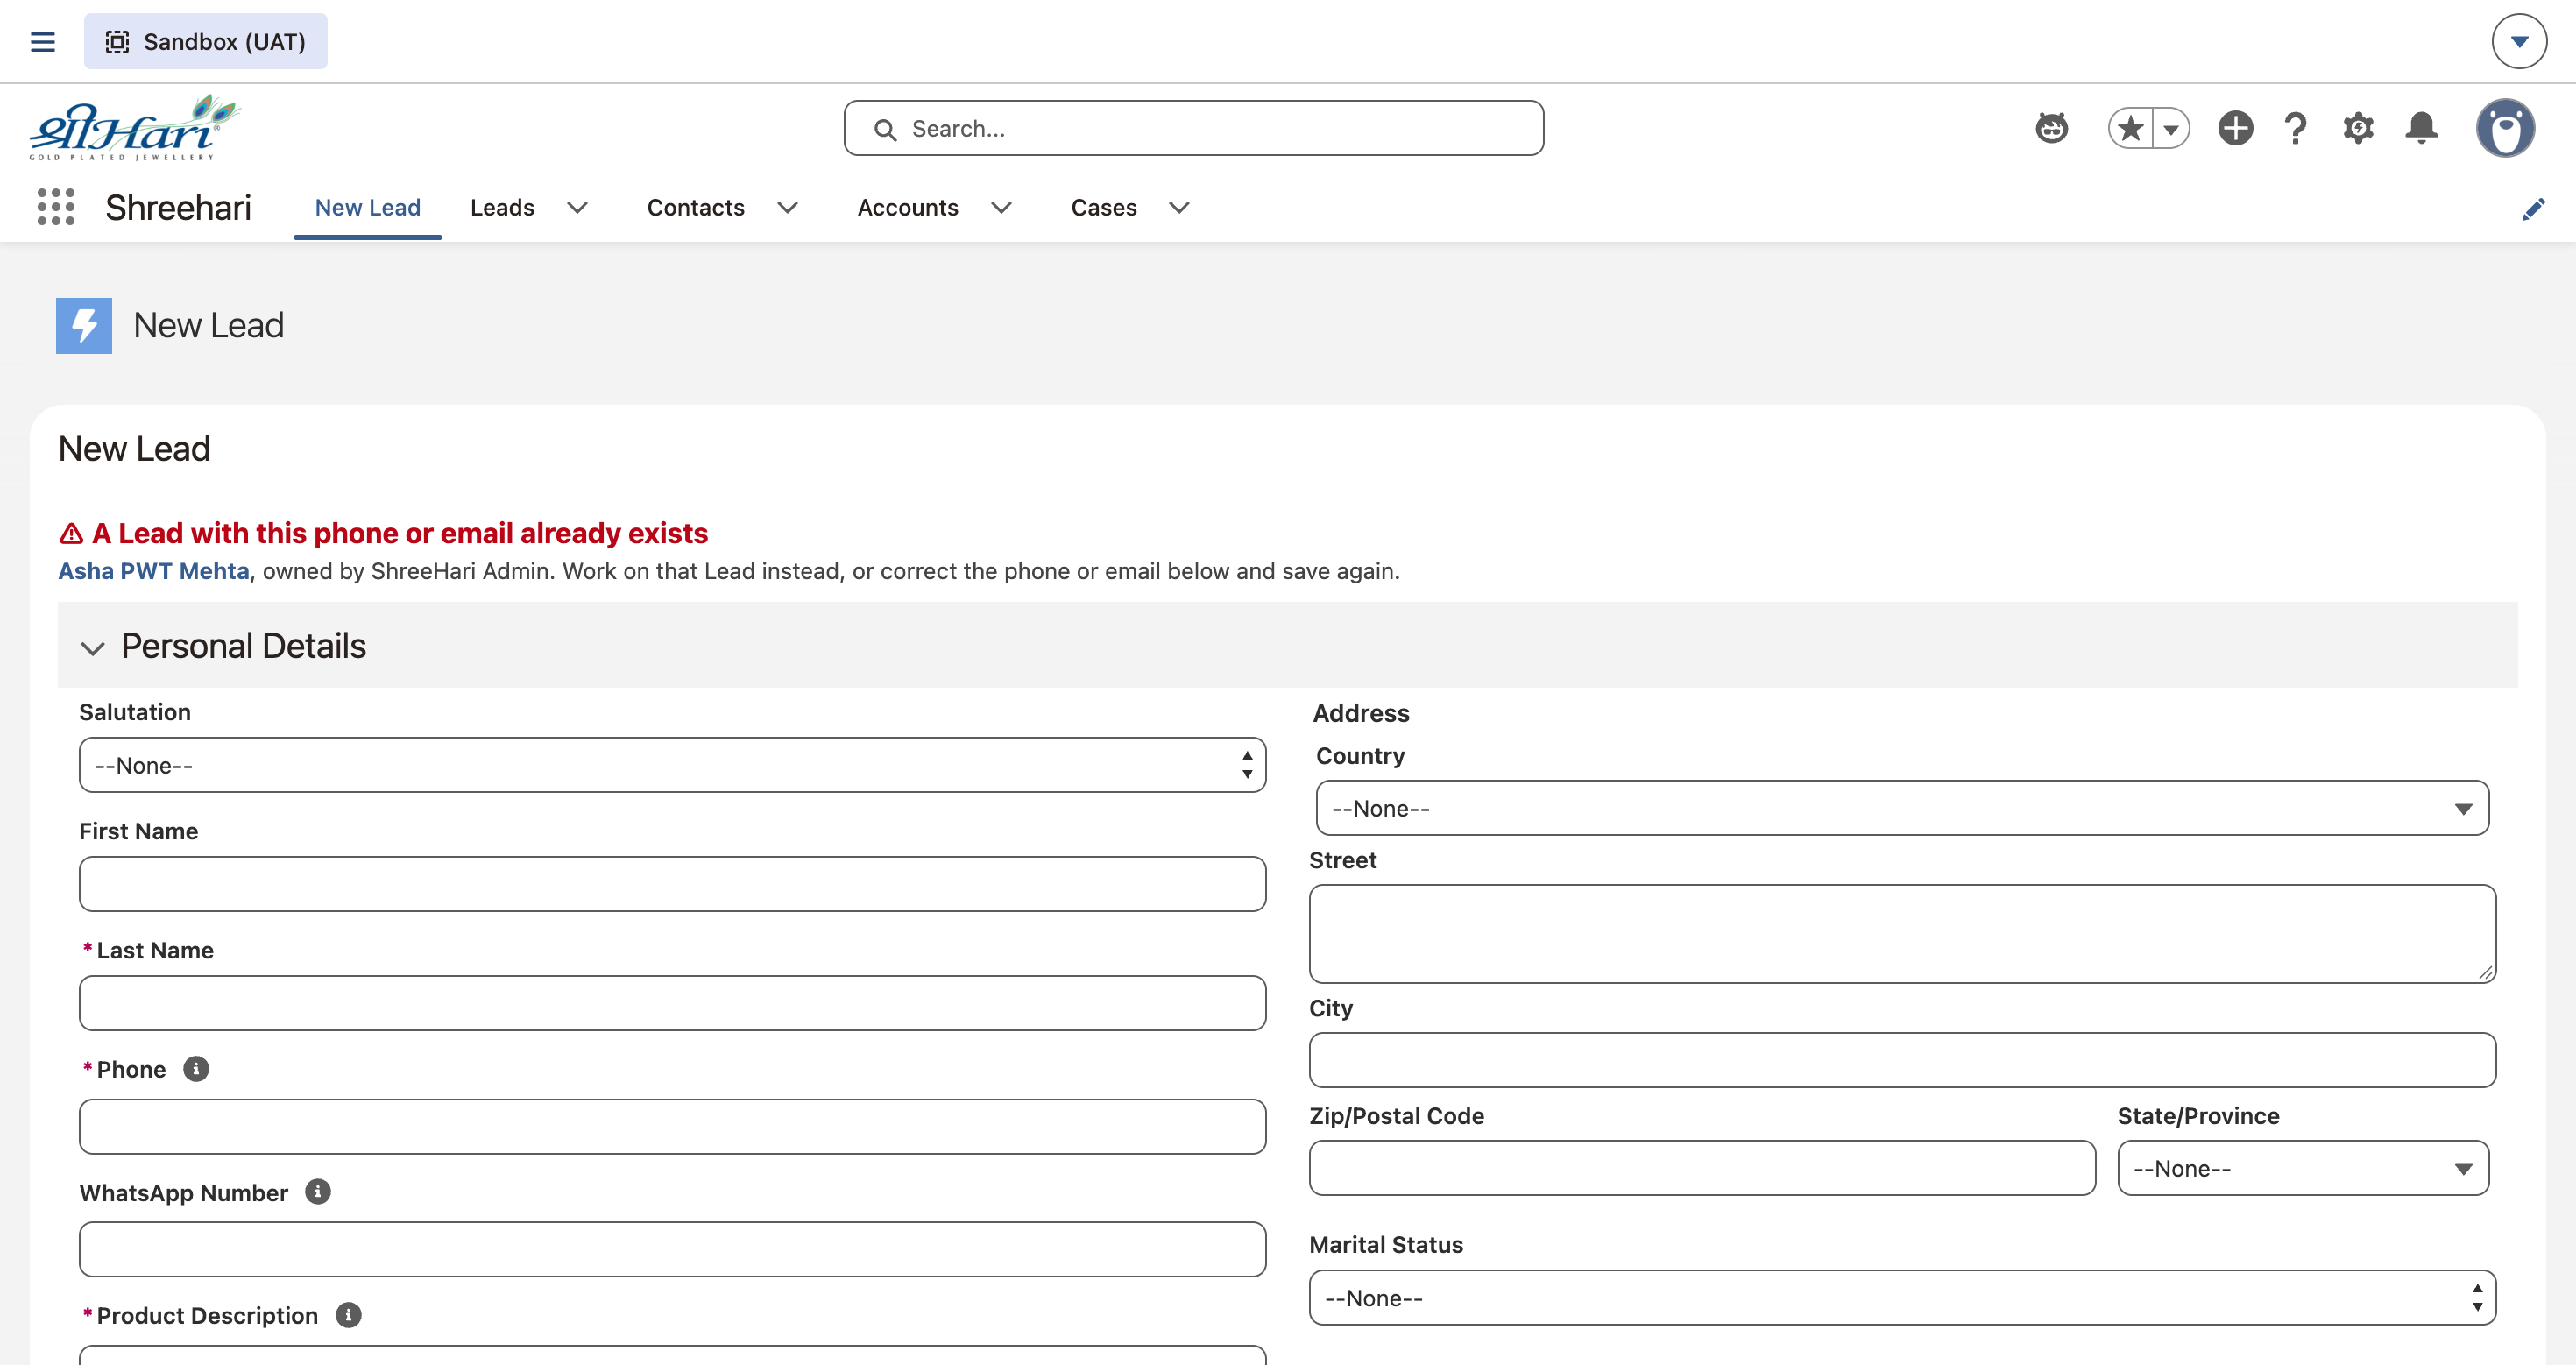 Sandbox (UAT)
श्रीHari®
GOLD PLATED JEWELLERY
Search...
Shreehari
New Lead
Leads
Contacts
Accounts
Cases
New Lead
New Lead
A Lead with this phone or email already exists
Asha PWT Mehta, owned by ShreeHari Admin. Work on that Lead instead, or correct the phone or email below and save again.
Personal Details
Salutation
--None--
First Name
*Last Name
*Phone
WhatsApp Number
*Product Description
Address
Country
--None--
Street
City
Zip/Postal Code
State/Province
--None--
Marital Status
--None--